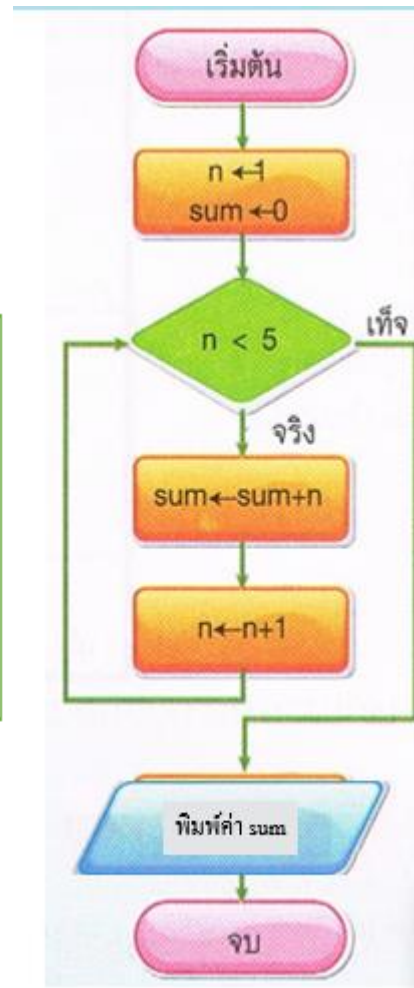 เริ่มต้น
n ←1
sum ←0
n < 5
เท็จ
จริง
sum←sum+n
n←n+1
พิมพ์ค่า sum
จบ